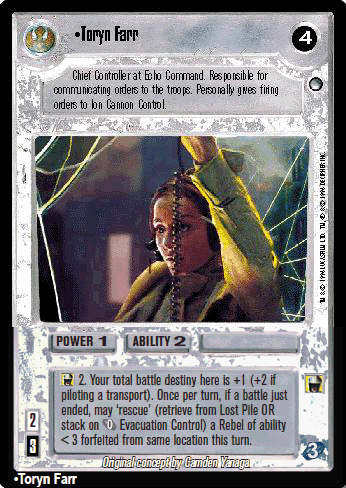 •Toryn Farr
4
Chief Controller at Echo Command. Responsible for
communicating orders to the troops. Personally gives firing
orders to Ion Cannon Control.
POWER 1 ABILITY 2
2. Your total battle destiny here is +1 (+2 if
piloting a transport). Once per turn, if a battle just
ended, may 'rescue' (retrieve from Lost Pile OR
stack on Evacuation Control) a Rebel of ability
< 3 forfeited from same location this turn.
2
3
3
Original concept by Camden Yanaga
•Toryn Farr